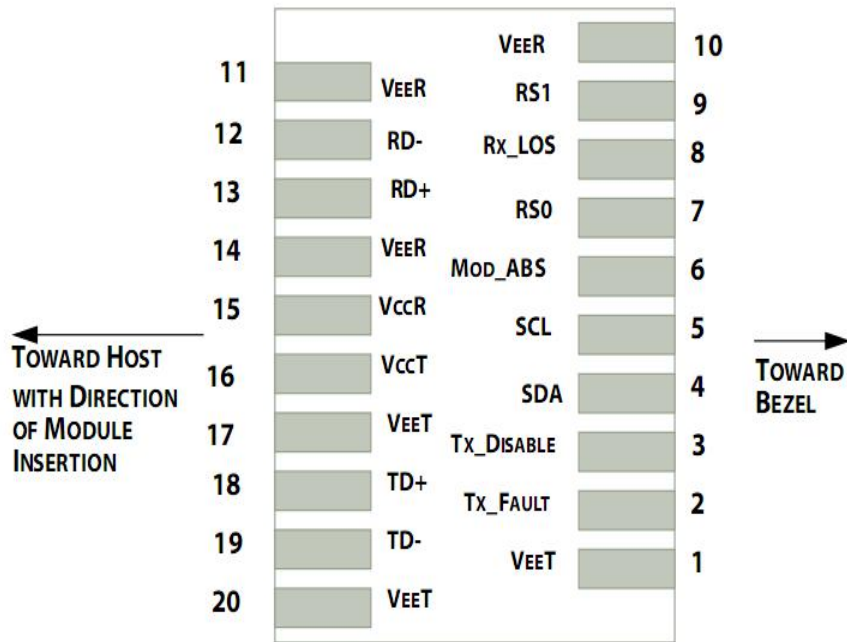 11 VEER
12 RD-
13 RD+
14 VEER
15 VCCR
16 VCCT
17 VEET
18 TD+
19 TD-
20 VEET
VEER 10
RS1 9
RX_LOS 8
RS0 7
MOD_ABS 6
SCL 5
SDA 4
TX_DISABLE 3
TX_FAULT 2
VEET 1
TOWARD HOST
WITH DIRECTION
OF MODULE
INSERTION
TOWARD
BEZEL